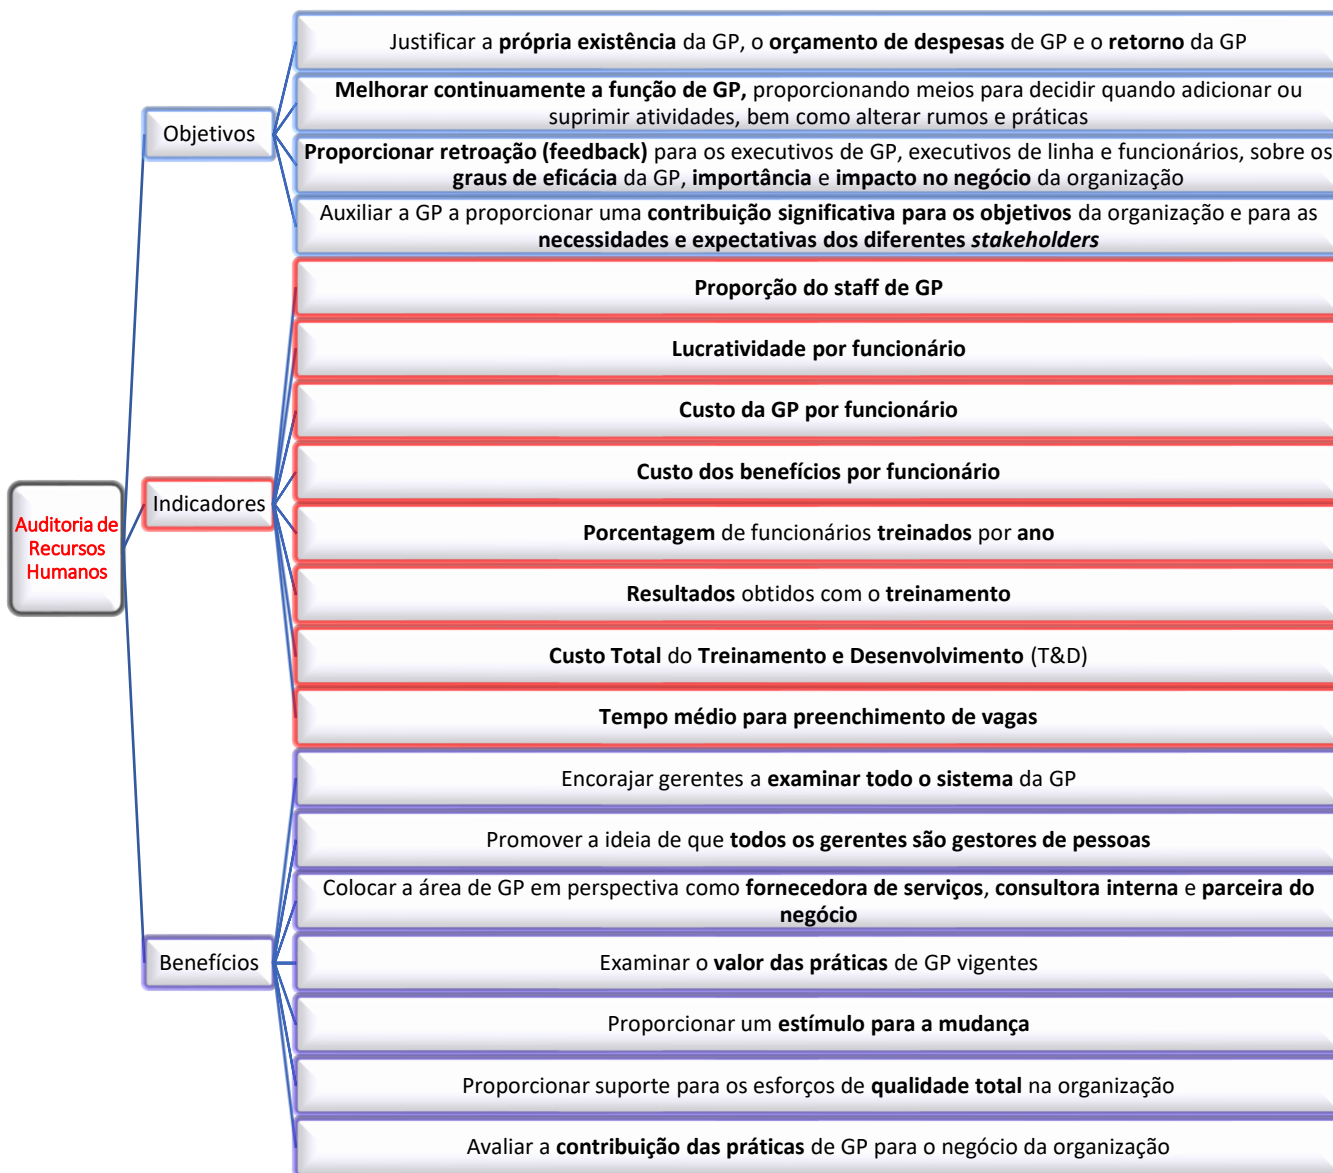 Auditoria de
Recursos
Humanos
Objetivos
Justificar a própria existência da GP, o orçamento de despesas de GP e o retorno da GP
Melhorar continuamente a função de GP, proporcionando meios para decidir quando adicionar ou
suprimir atividades, bem como alterar rumos e práticas
Proporcionar retroação (feedback) para os executivos de GP, executivos de linha e funcionários, sobre os
graus de eficácia da GP, importância e impacto no negócio da organização
Auxiliar a GP a proporcionar uma contribuição significativa para os objetivos da organização e para as
necessidades e expectativas dos diferentes stakeholders
Indicadores
Proporção do staff de GP
Lucratividade por funcionário
Custo da GP por funcionário
Custo dos benefícios por funcionário
Porcentagem de funcionários treinados por ano
Resultados obtidos com o treinamento
Custo Total do Treinamento e Desenvolvimento (T&D)
Tempo médio para preenchimento de vagas
Benefícios
Encorajar gerentes a examinar todo o sistema da GP
Promover a ideia de que todos os gerentes são gestores de pessoas
Colocar a área de GP em perspectiva como fornecedora de serviços, consultora interna e parceira do
negócio
Examinar o valor das práticas de GP vigentes
Proporcionar um estímulo para a mudança
Proporcionar suporte para os esforços de qualidade total na organização
Avaliar a contribuição das práticas de GP para o negócio da organização